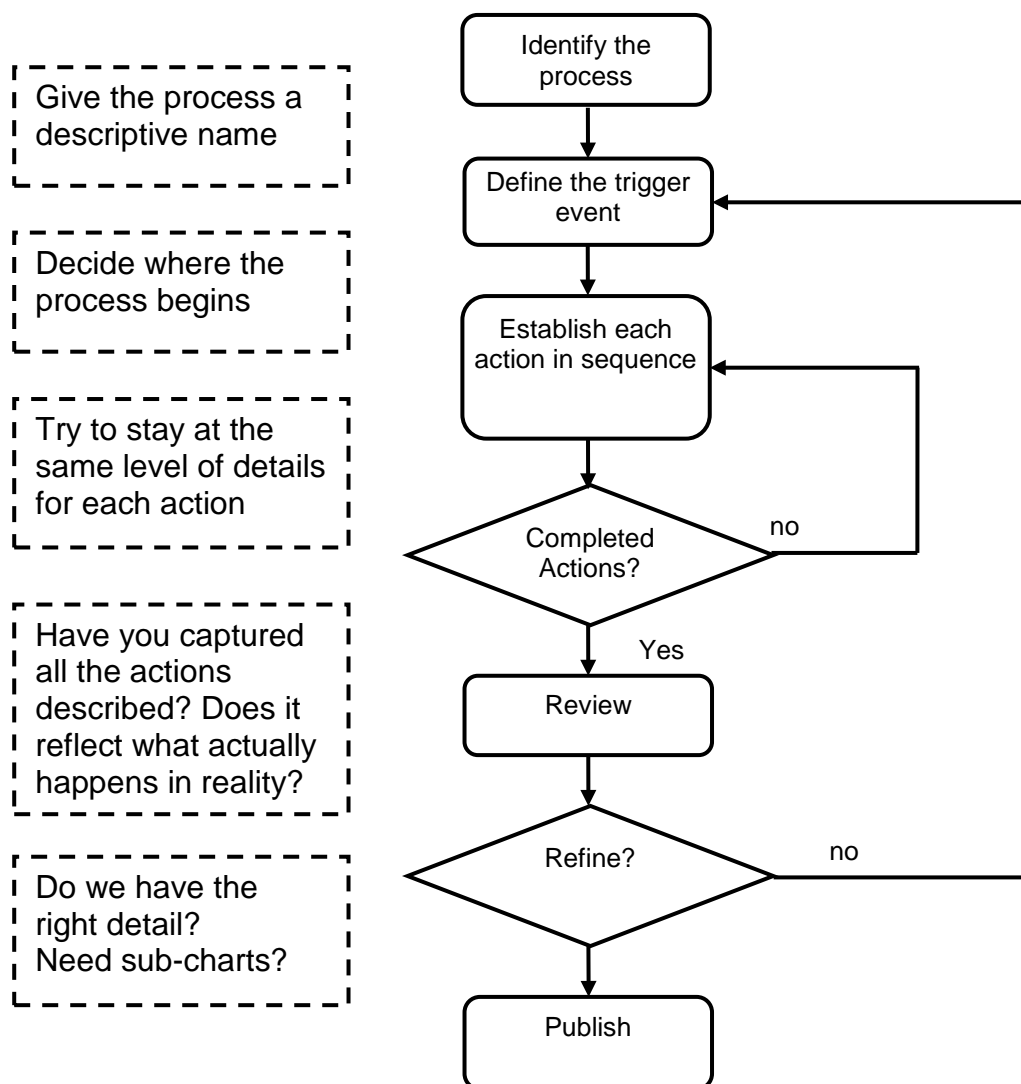 Identify the
process
Give the process a
descriptive name
Define the trigger
event
Decide where the
process begins
Establish each
action in sequence
Try to stay at the
same level of details
for each action
Completed
Actions?
no
Have you captured
all the actions
described? Does it
reflect what actually
happens in reality?
Yes
Review
Refine?
no
Do we have the
right detail?
Need sub-charts?
Publish